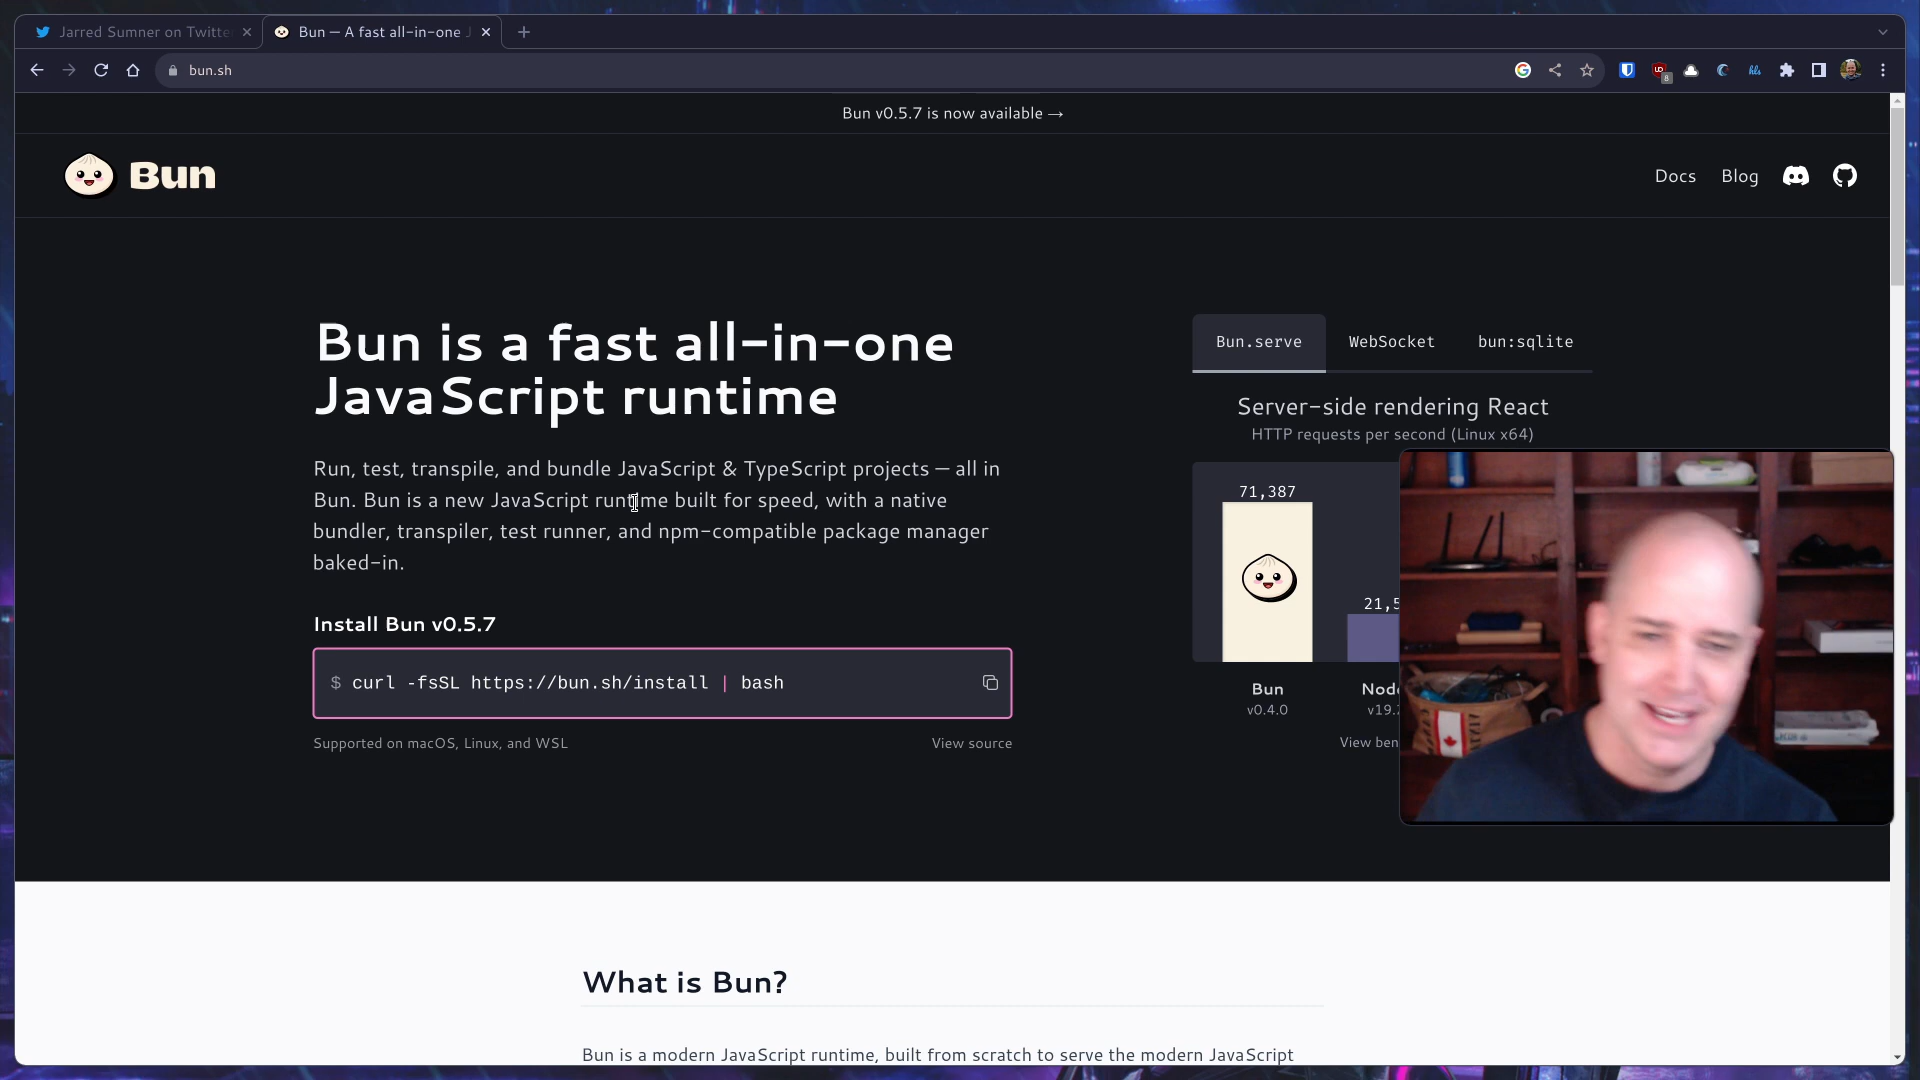 Jarred Sumner on Twitte
Bun — A fast all-in-one J
bun.sh
Bun v0.5.7 is now available →
Bun
Docs
Blog
Bun is a fast all-in-one
JavaScript runtime
Run, test, transpile, and bundle JavaScript & TypeScript projects — all in
Bun. Bun is a new JavaScript runtime built for speed, with a native
bundler, transpiler, test runner, and npm-compatible package manager
baked-in.
Install Bun v0.5.7
$ curl -fsSL https://bun.sh/install | bash
Supported on macOS, Linux, and WSL
View source
Bun.serve
WebSocket
bun:sqlite
Server-side rendering React
HTTP requests per second (Linux x64)
71,387
21,5
Bun
v0.4.0
Nod
v19.
View ben
What is Bun?
Bun is a modern JavaScript runtime, built from scratch to serve the modern JavaScript